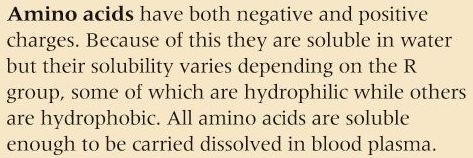 Amino acids have both negative and positive
charges. Because of this they are soluble in water
but their solubility varies depending on the R
group, some of which are hydrophilic while others
are hydrophobic. All amino acids are soluble
enough to be carried dissolved in blood plasma.